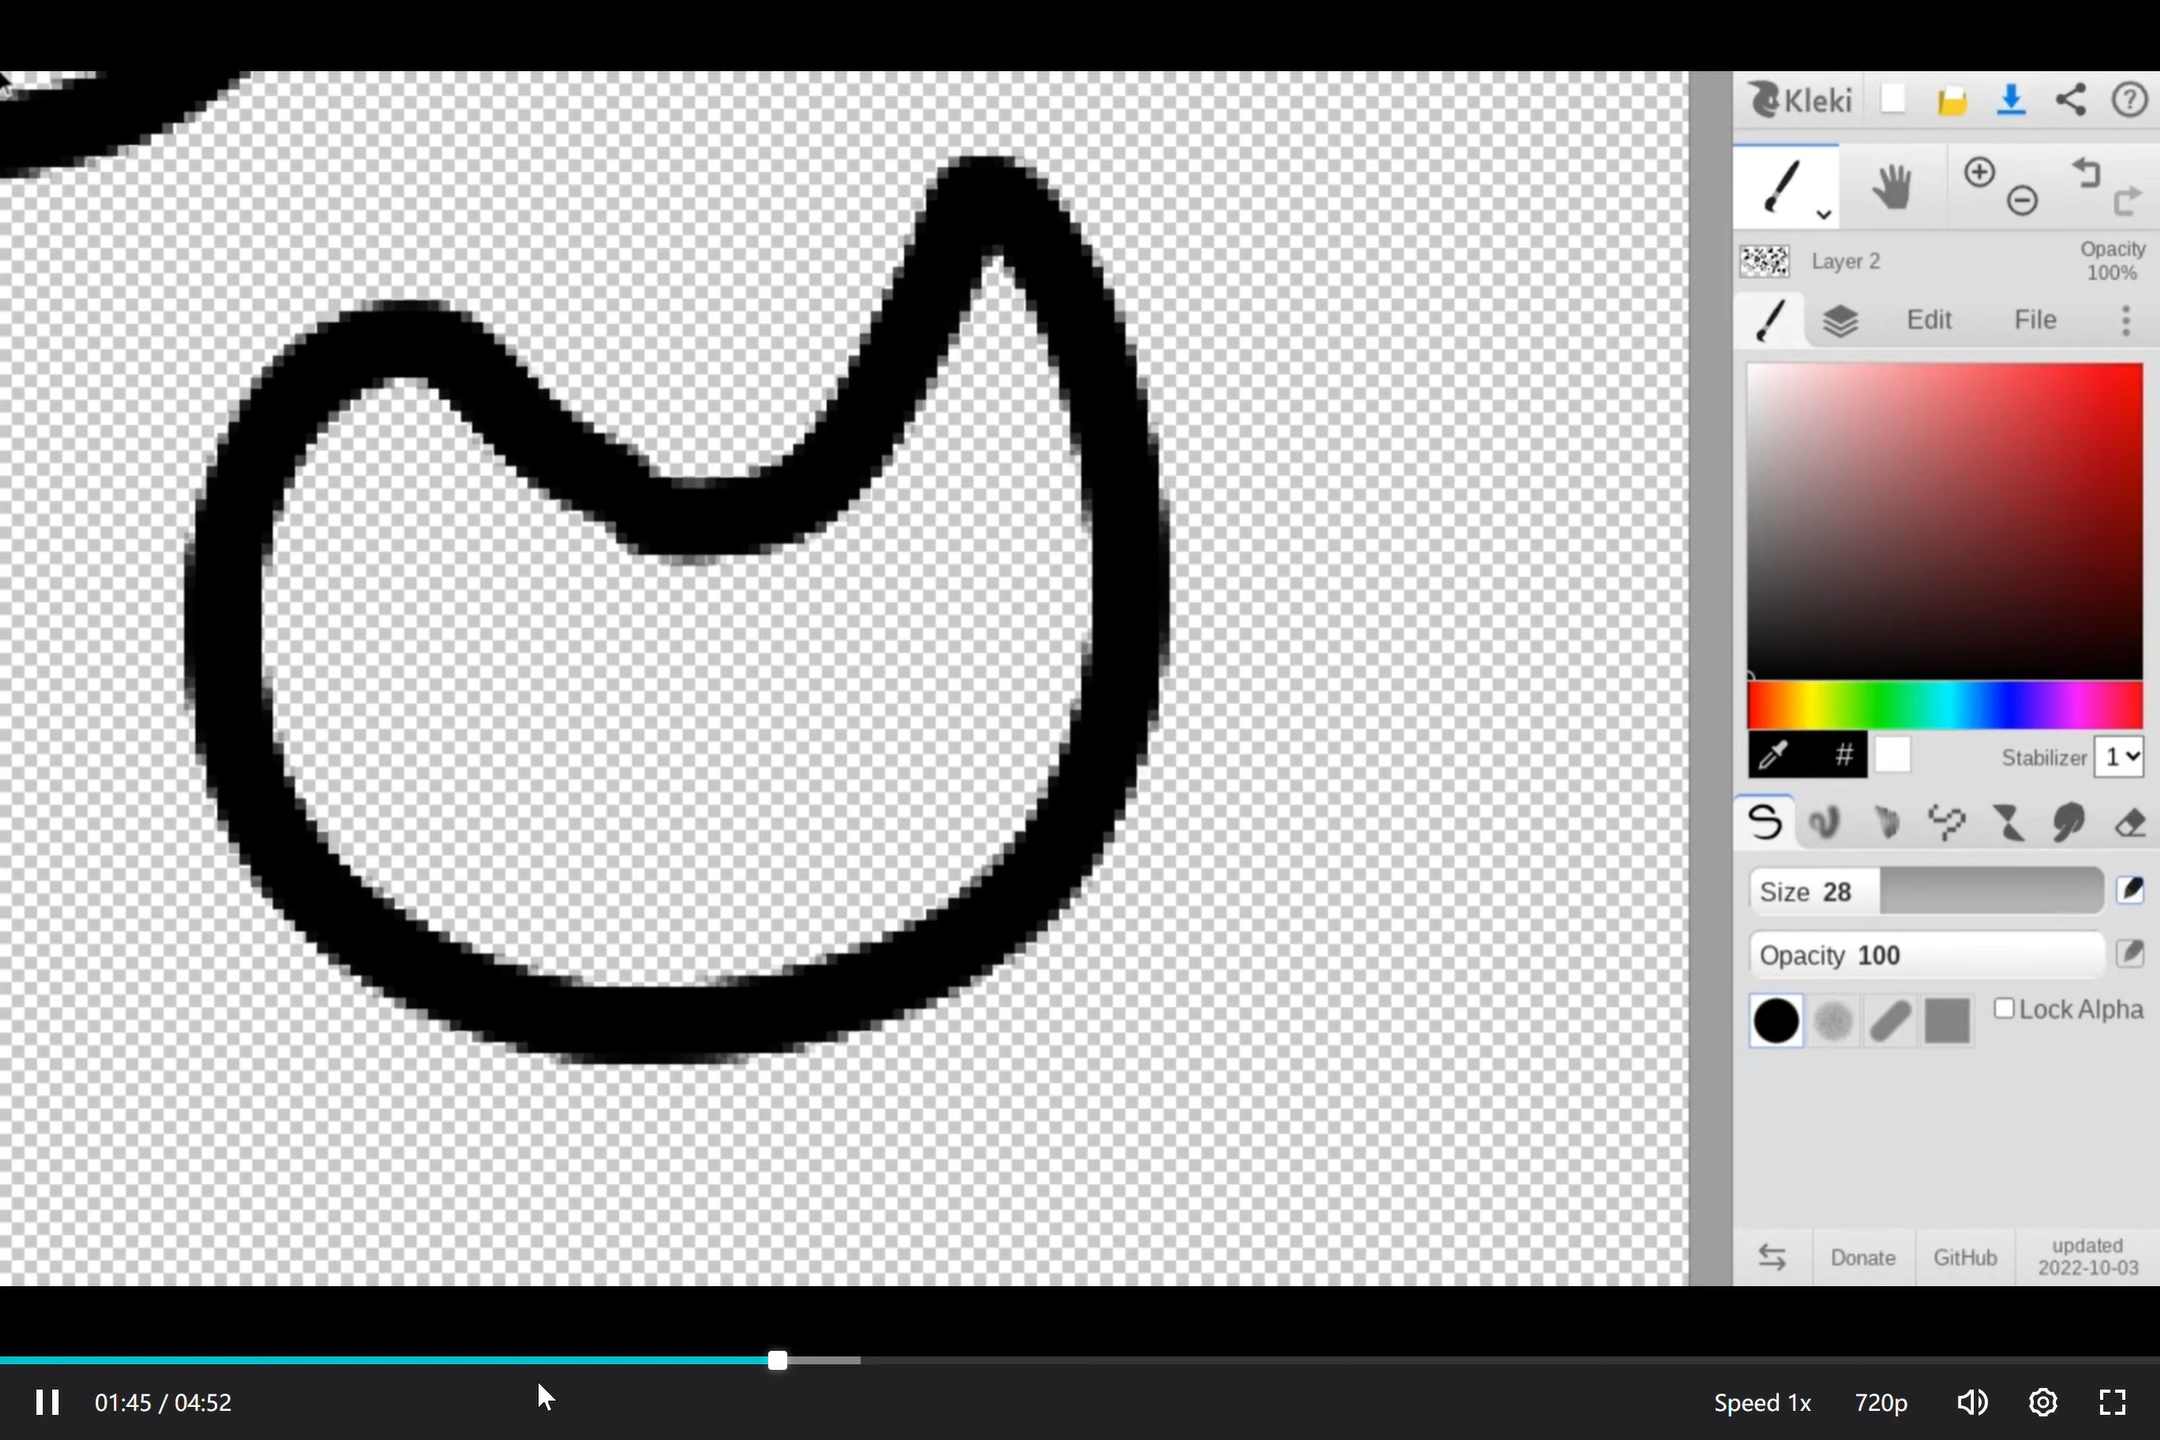 Kleki
Layer 2
Opacity
100%
Edit
File
#
Stabilizer 1
Size 28
Opacity 100
Lock Alpha
Donate
GitHub
updated
2022-10-03
01:45 / 04:52
Speed 1x
720p